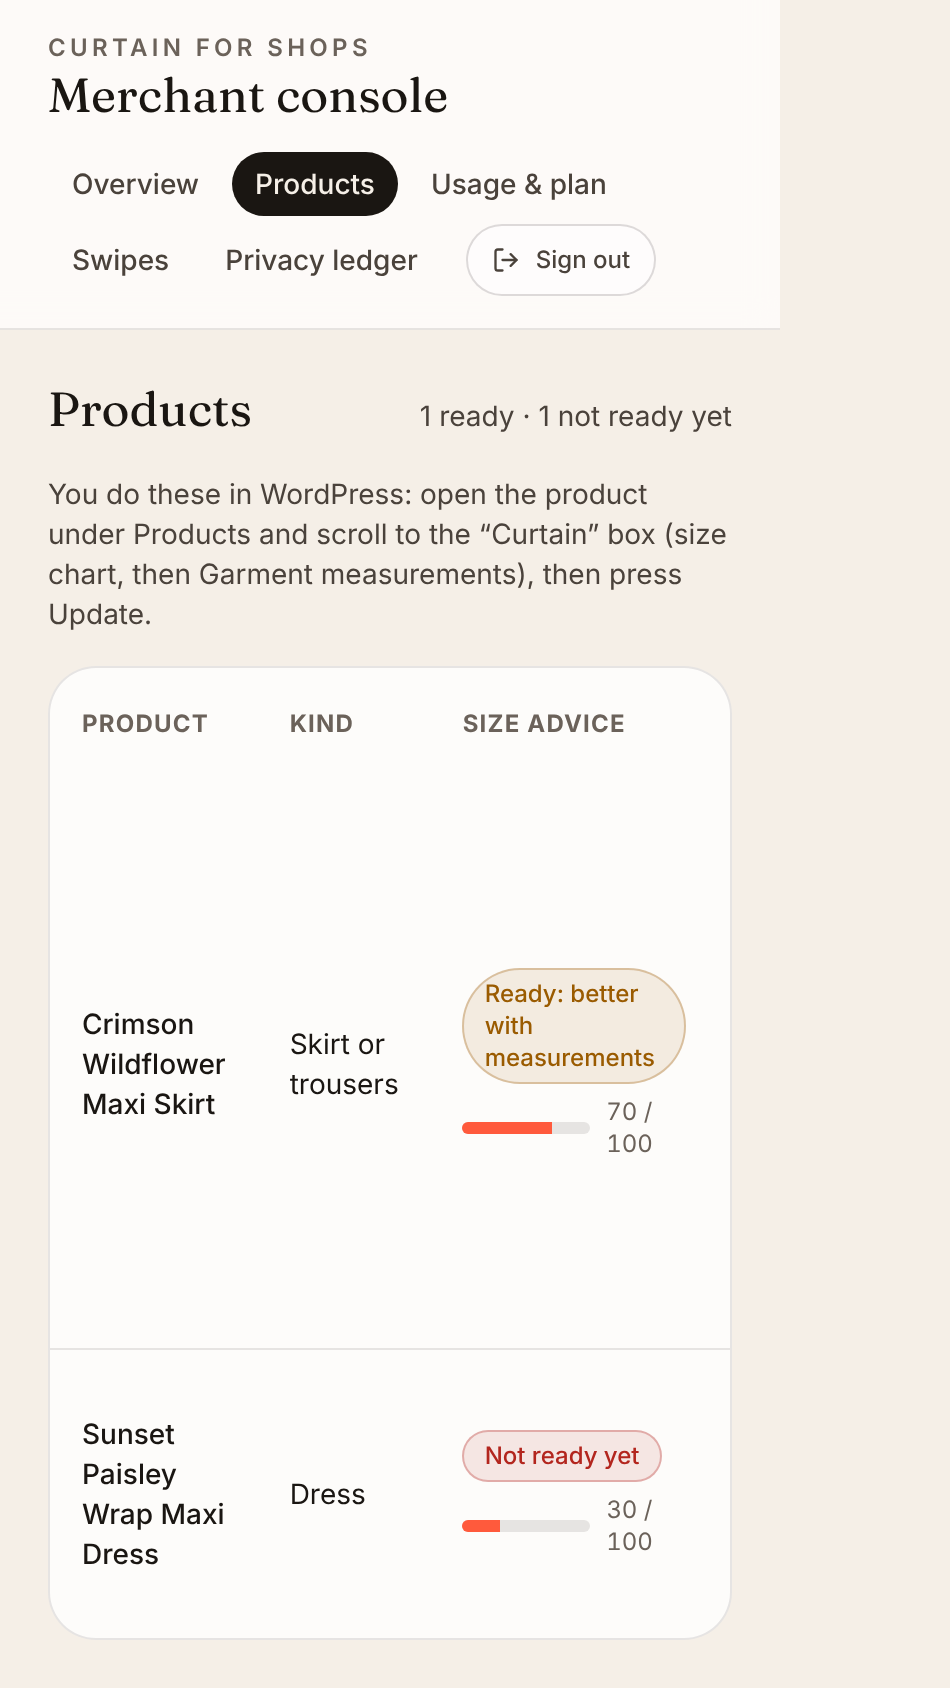 CURTAIN FOR SHOPS
Merchant console
Overview
Products
Usage & plan
Swipes
Privacy ledger
Sign out
Products
1 ready · 1 not ready yet
You do these in WordPress: open the product
under Products and scroll to the “Curtain” box (size
chart, then Garment measurements), then press
Update.
PRODUCT
KIND
SIZE ADVICE
Crimson
Wildflower
Maxi Skirt
Skirt or
trousers
Ready: better
with
measurements
70 /
100
Sunset
Paisley
Wrap Maxi
Dress
Dress
Not ready yet
30 /
100